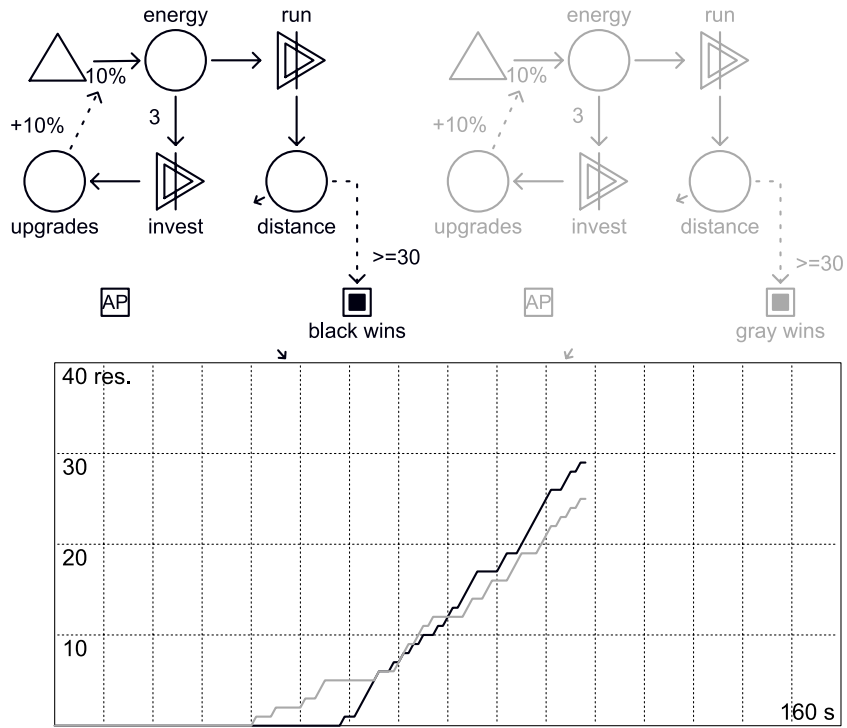 energy
run
energy
run
10%
10%
+10%
3
+10%
3
upgrades
invest
distance
upgrades
invest
distance
>=30
>=30
AP
AP
black wins
gray wins
40 res.
30
20
10
160 s